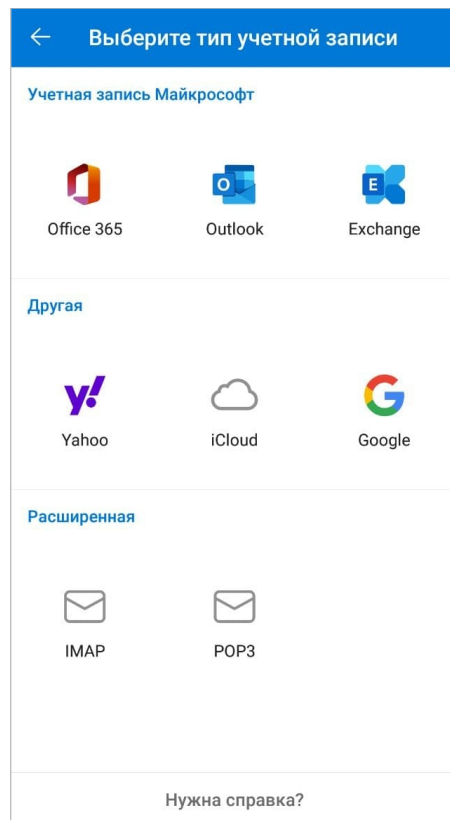 Выберите тип учетной записи
Учетная запись Майкрософт
Office 365 Outlook Exchange
Другая
Yahoo iCloud Google
Расширенная
IMAP POP3
Нужна справка?